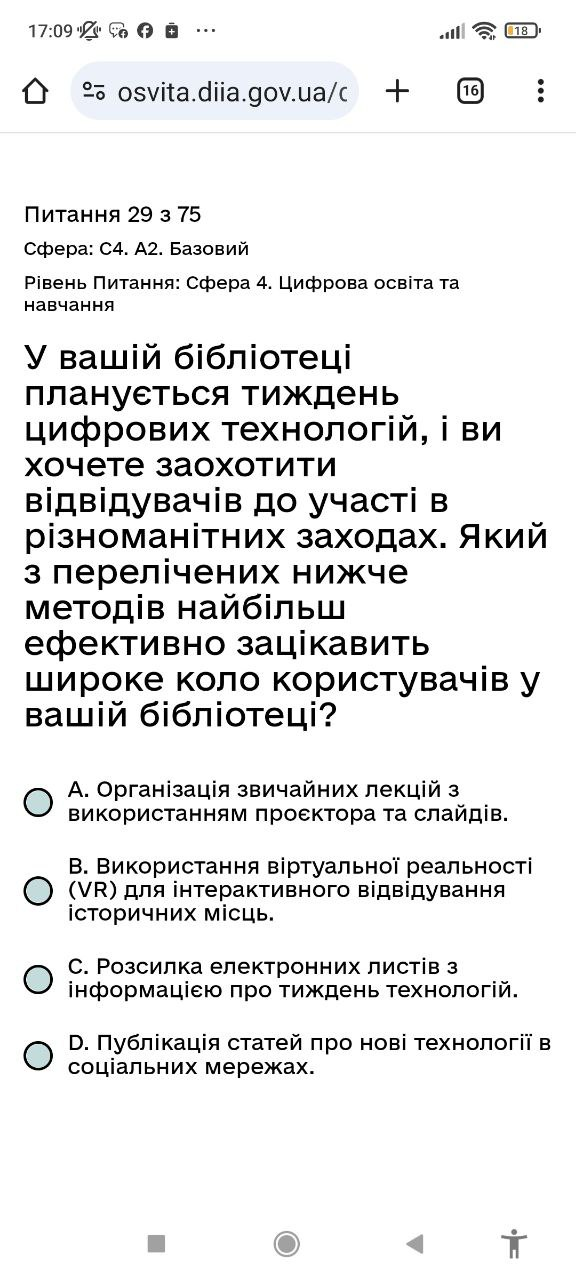 17:09
18
osvita.diia.gov.ua/c
16
Питання 29 з 75
Сфера: С4. А2. Базовий
Рівень Питання: Сфера 4. Цифрова освіта та
навчання
У вашій бібліотеці
планується тиждень
цифрових технологій, і ви
хочете заохотити
відвідувачів до участі в
різноманітних заходах. Який
з перелічених нижче
методів найбільш
ефективно зацікавить
широке коло користувачів у
вашій бібліотеці?
A. Організація звичайних лекцій з
використанням проєктора та слайдів.
B. Використання віртуальної реальності
(VR) для інтерактивного відвідування
історичних місць.
C. Розсилка електронних листів з
інформацією про тиждень технологій.
D. Публікація статей про нові технології в
соціальних мережах.